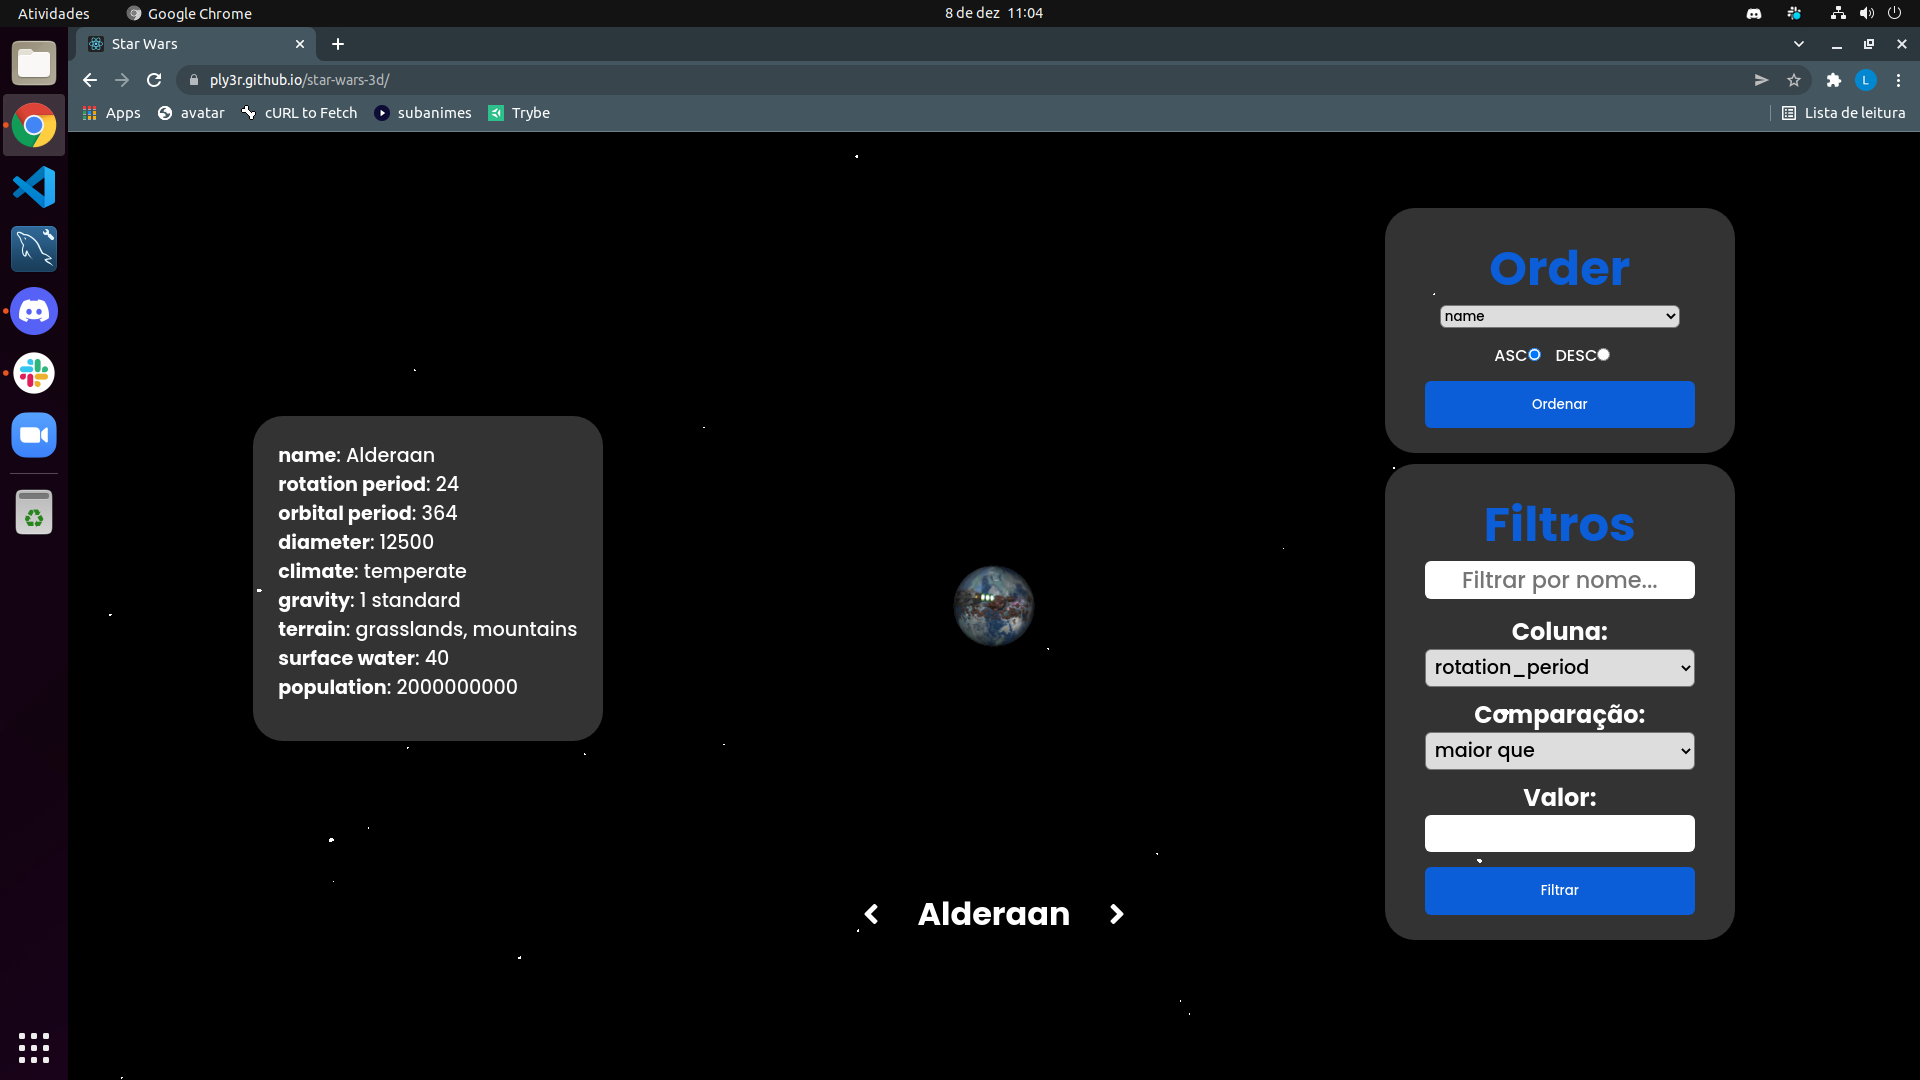 Atividades
Google Chrome
8 de dez 11:04
Star Wars
ply3r.github.io/star-wars-3d/
L
Apps
avatar
cURL to Fetch
subanimes
Trybe
Lista de leitura
name: Alderaan
rotation period: 24
orbital period: 364
diameter: 12500
climate: temperate
gravity: 1 standard
terrain: grasslands, mountains
surface water: 40
population: 2000000000
Alderaan
Order
name
ASC DESC
Ordenar
Filtros
Filtrar por nome...
Coluna:
rotation_period
Comparação:
maior que
Valor:
Filtrar